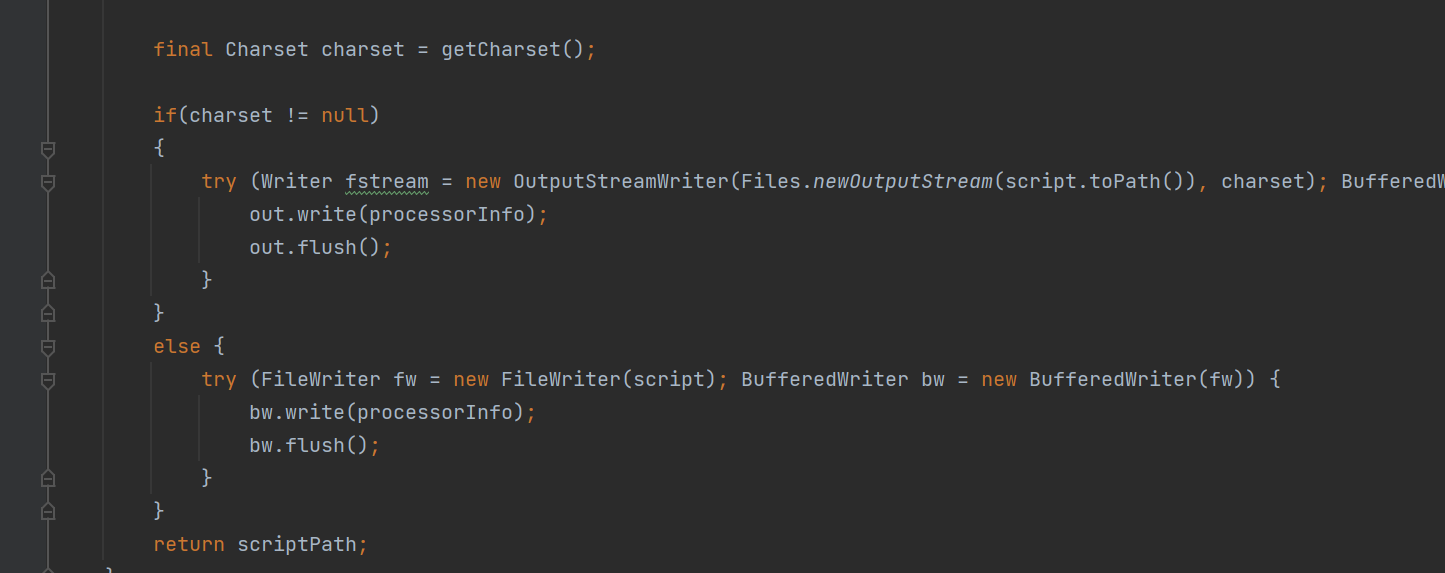 final Charset charset = getCharset();
if(charset != null)
{
try (Writer fstream = new OutputStreamWriter(Files.newOutputStream(script.toPath()), charset); Buffered
out.write(processorInfo);
out.flush();
}
}
else {
try (FileWriter fw = new FileWriter(script); BufferedWriter bw = new BufferedWriter(fw)) {
bw.write(processorInfo);
bw.flush();
}
}
return scriptPath;